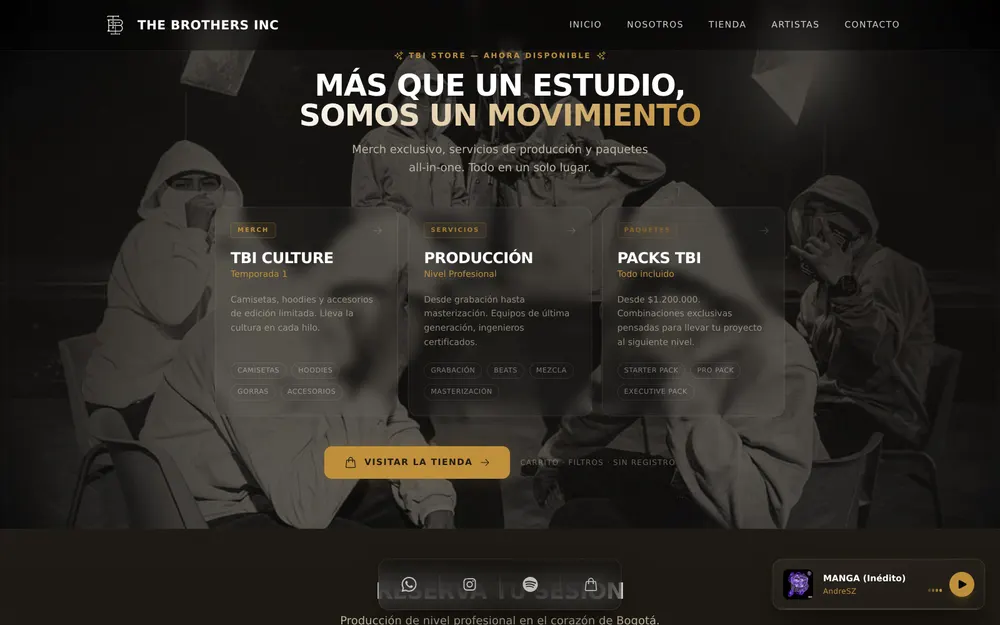 THE BROTHERS INC
INICIO NOSOTROS TIENDA ARTISTAS CONTACTO
TBI STORE — AHORA DISPONIBLE
MÁS QUE UN ESTUDIO,
SOMOS UN MOVIMIENTO
Merch exclusivo, servicios de producción y paquetes
all-in-one. Todo en un solo lugar.
MERCH
TBI CULTURE
Temporada 1
Camisetas, hoodies y accesorios
de edición limitada. Lleva la
cultura en cada hilo.
CAMISETAS HOODIES
GORRAS ACCESORIOS
SERVICIOS
PRODUCCIÓN
Nivel Profesional
Desde grabación hasta
masterización. Equipos de última
generación, ingenieros
certificados.
GRABACIÓN BEATS MEZCLA
MASTERIZACIÓN
PAQUETES
PACKS TBI
Todo incluido
Desde $1.200.000.
Combinaciones exclusivas
pensadas para llevar tu proyecto
al siguiente nivel.
STARTER PACK PRO PACK
EXECUTIVE PACK
VISITAR LA TIENDA
CARRITO · FILTROS · SIN REGISTRO
RESERVA TU SESIÓN
Producción de nivel profesional en el corazón de Bogotá.
MANGA (Inédito)
AndreSZ